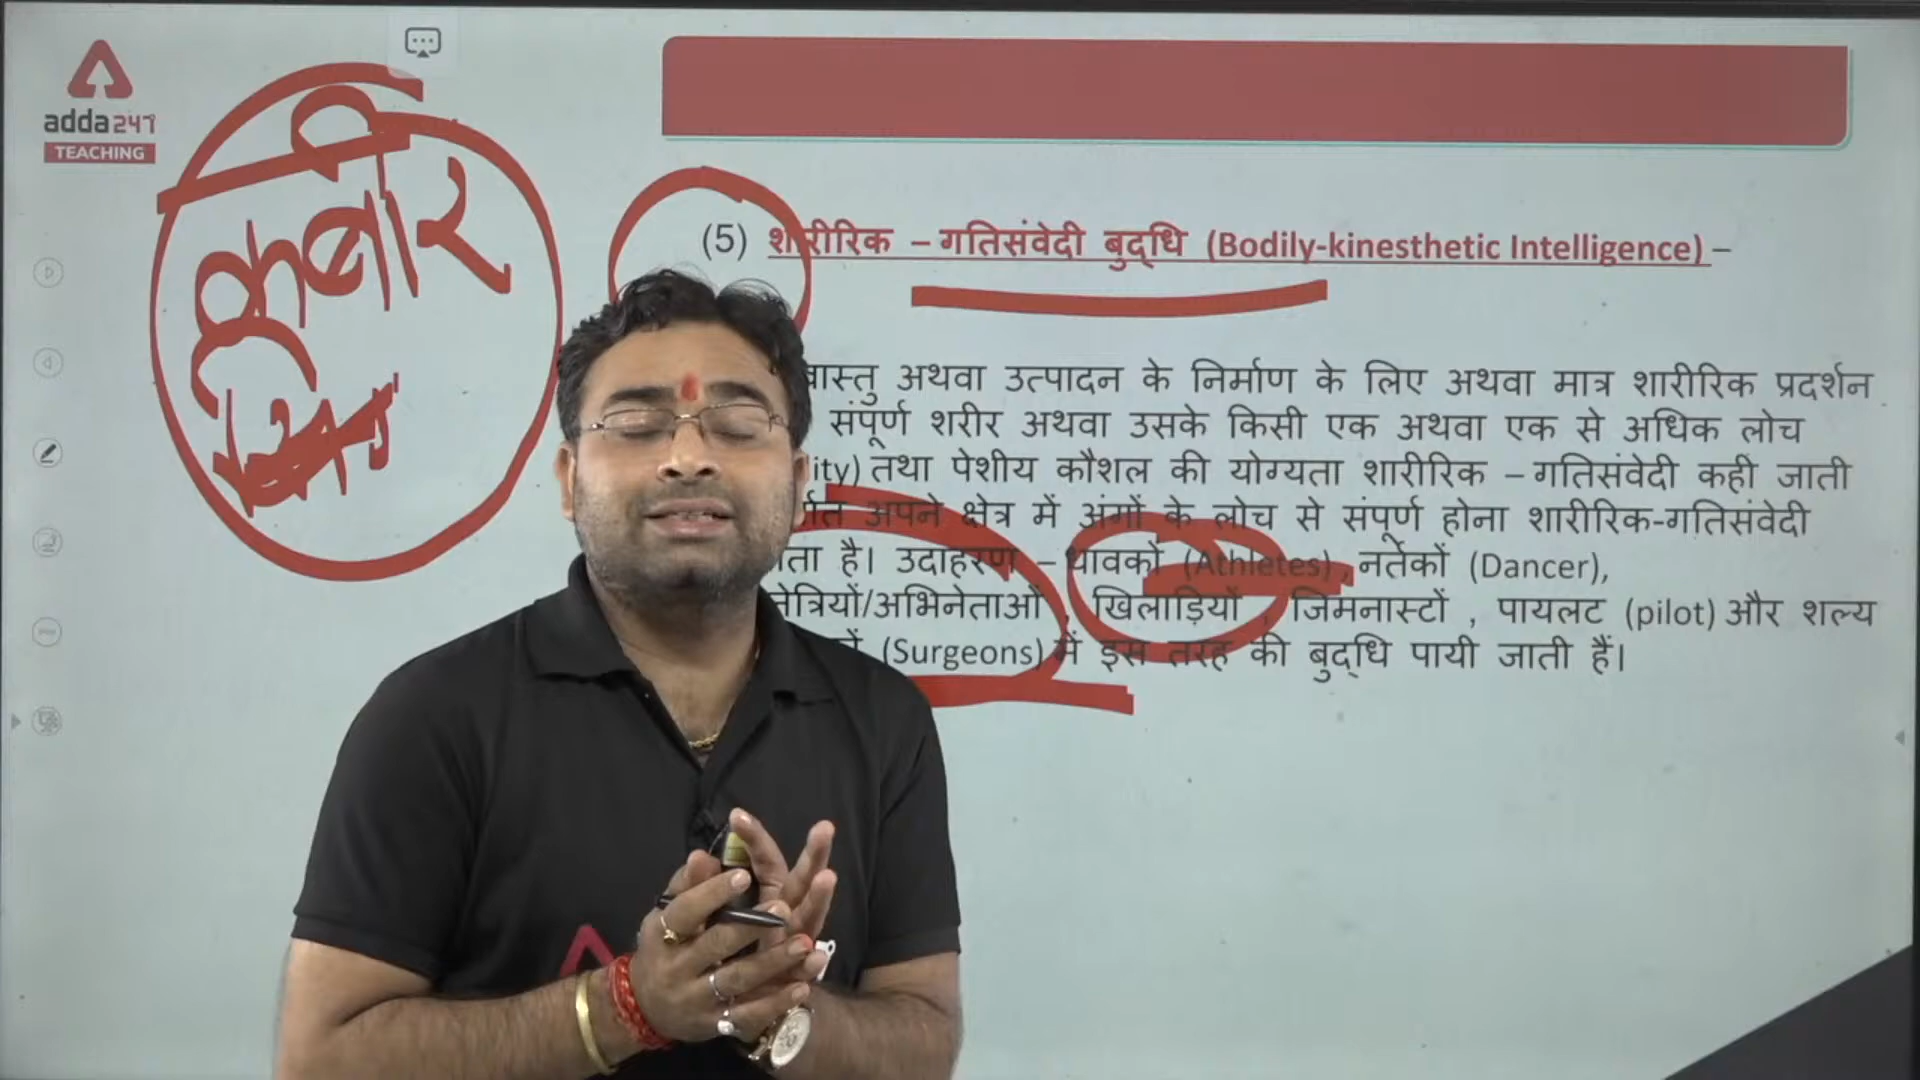 adda247
TEACHING
कबीर
(5) शारीरिक – गतिसंवेदी बुद्धि (Bodily-kinesthetic Intelligence) –
वास्तु अथवा उत्पादन के निर्माण के लिए अथवा मात्र शारीरिक प्रदर्शन
संपूर्ण शरीर अथवा उसके किसी एक अथवा एक से अधिक लोच
ity) तथा पेशीय कौशल की योग्यता शारीरिक – गतिसंवेदी कही जाती
अपने क्षेत्र में अंगों के लोच से संपूर्ण होना शारीरिक-गतिसंवेदी
है। उदाहरण – धावकों (Athletes), नर्तकों (Dancer),
/अभिनेताओं , खिलाड़ियों , जिमनास्टों , पायलट (pilot) और शल्य
(Surgeons) में इस तरह की बुद्धि पायी जाती हैं।